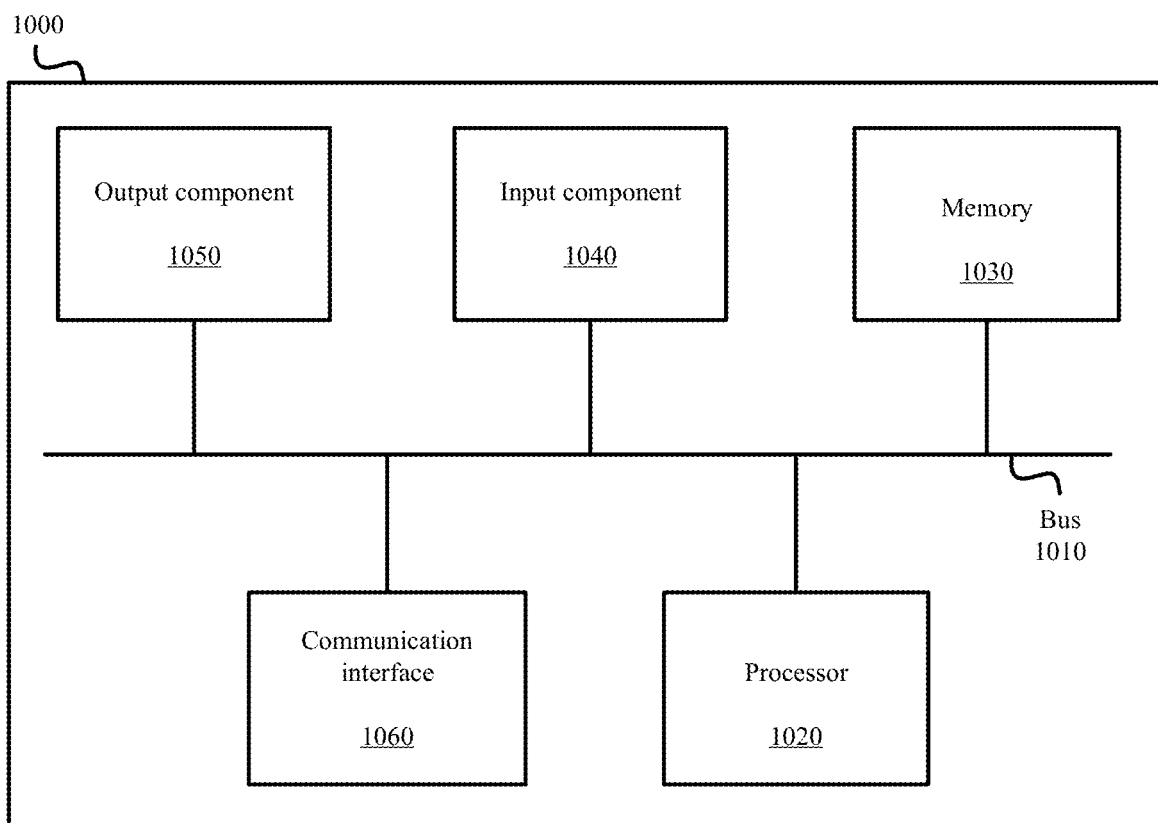 1000
Output component
1050
Input component
1040
Memory
1030
Bus
1010
Communication
interface
1060
Processor
1020